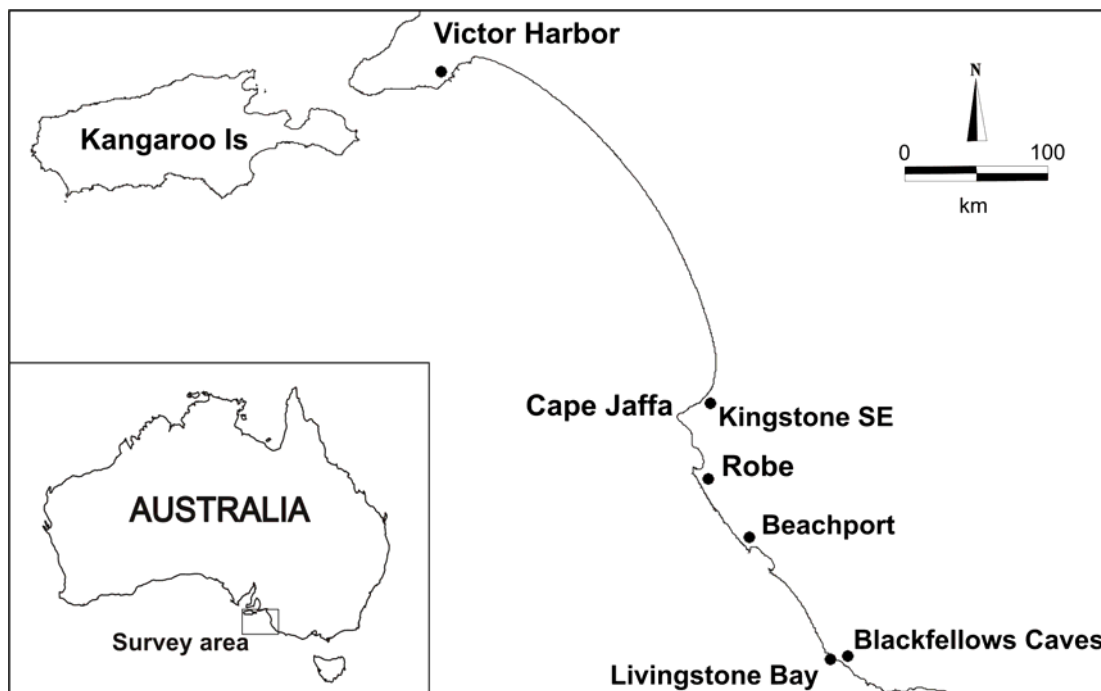 Victor Harbor
N
Kangaroo Is
0 100
km
Cape Jaffa
Kingstone SE
Robe
AUSTRALIA
Beachport
Survey area
Blackfellows Caves
Livingstone Bay